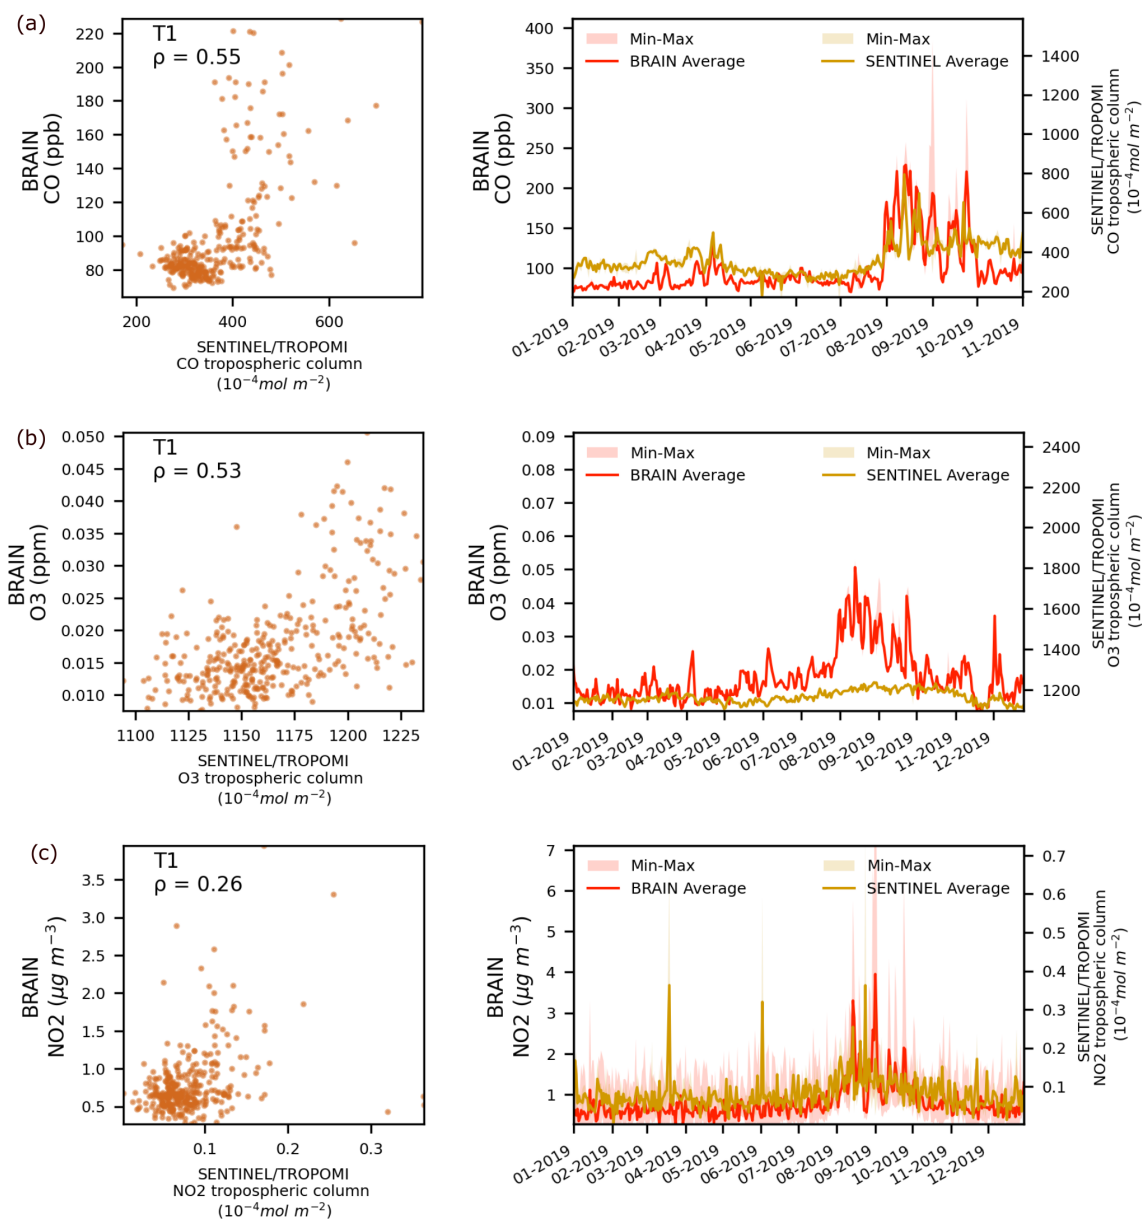 (a)
T1
ρ = 0.55
220
200
180
160
140
120
100
80
BRAIN
CO (ppb)
200
400
600
SENTINEL/TROPOMI
CO tropospheric column
(10⁻⁴mol m⁻²)
Min-Max
BRAIN Average
Min-Max
SENTINEL Average
400
350
300
250
200
150
100
BRAIN
CO (ppb)
1400
1200
1000
800
600
400
200
SENTINEL/TROPOMI
CO tropospheric column
(10⁻⁴mol m⁻²)
01-2019
02-2019
03-2019
04-2019
05-2019
06-2019
07-2019
08-2019
09-2019
10-2019
11-2019
(b)
T1
ρ = 0.53
0.050
0.045
0.040
0.035
0.030
0.025
0.020
0.015
0.010
BRAIN
O3 (ppm)
1100
1125
1150
1175
1200
1225
SENTINEL/TROPOMI
O3 tropospheric column
(10⁻⁴mol m⁻²)
Min-Max
BRAIN Average
Min-Max
SENTINEL Average
0.09
0.08
0.07
0.06
0.05
0.04
0.03
0.02
0.01
BRAIN
O3 (ppm)
2400
2200
2000
1800
1600
1400
1200
SENTINEL/TROPOMI
O3 tropospheric column
(10⁻⁴mol m⁻²)
01-2019
02-2019
03-2019
04-2019
05-2019
06-2019
07-2019
08-2019
09-2019
10-2019
11-2019
12-2019
(c)
T1
ρ = 0.26
3.5
3.0
2.5
2.0
1.5
1.0
0.5
BRAIN
NO2 (μg m⁻³)
0.1
0.2
0.3
SENTINEL/TROPOMI
NO2 tropospheric column
(10⁻⁴mol m⁻²)
Min-Max
BRAIN Average
Min-Max
SENTINEL Average
7
6
5
4
3
2
1
BRAIN
NO2 (μg m⁻³)
0.7
0.6
0.5
0.4
0.3
0.2
0.1
SENTINEL/TROPOMI
NO2 tropospheric column
(10⁻⁴mol m⁻²)
01-2019
02-2019
03-2019
04-2019
05-2019
06-2019
07-2019
08-2019
09-2019
10-2019
11-2019
12-2019